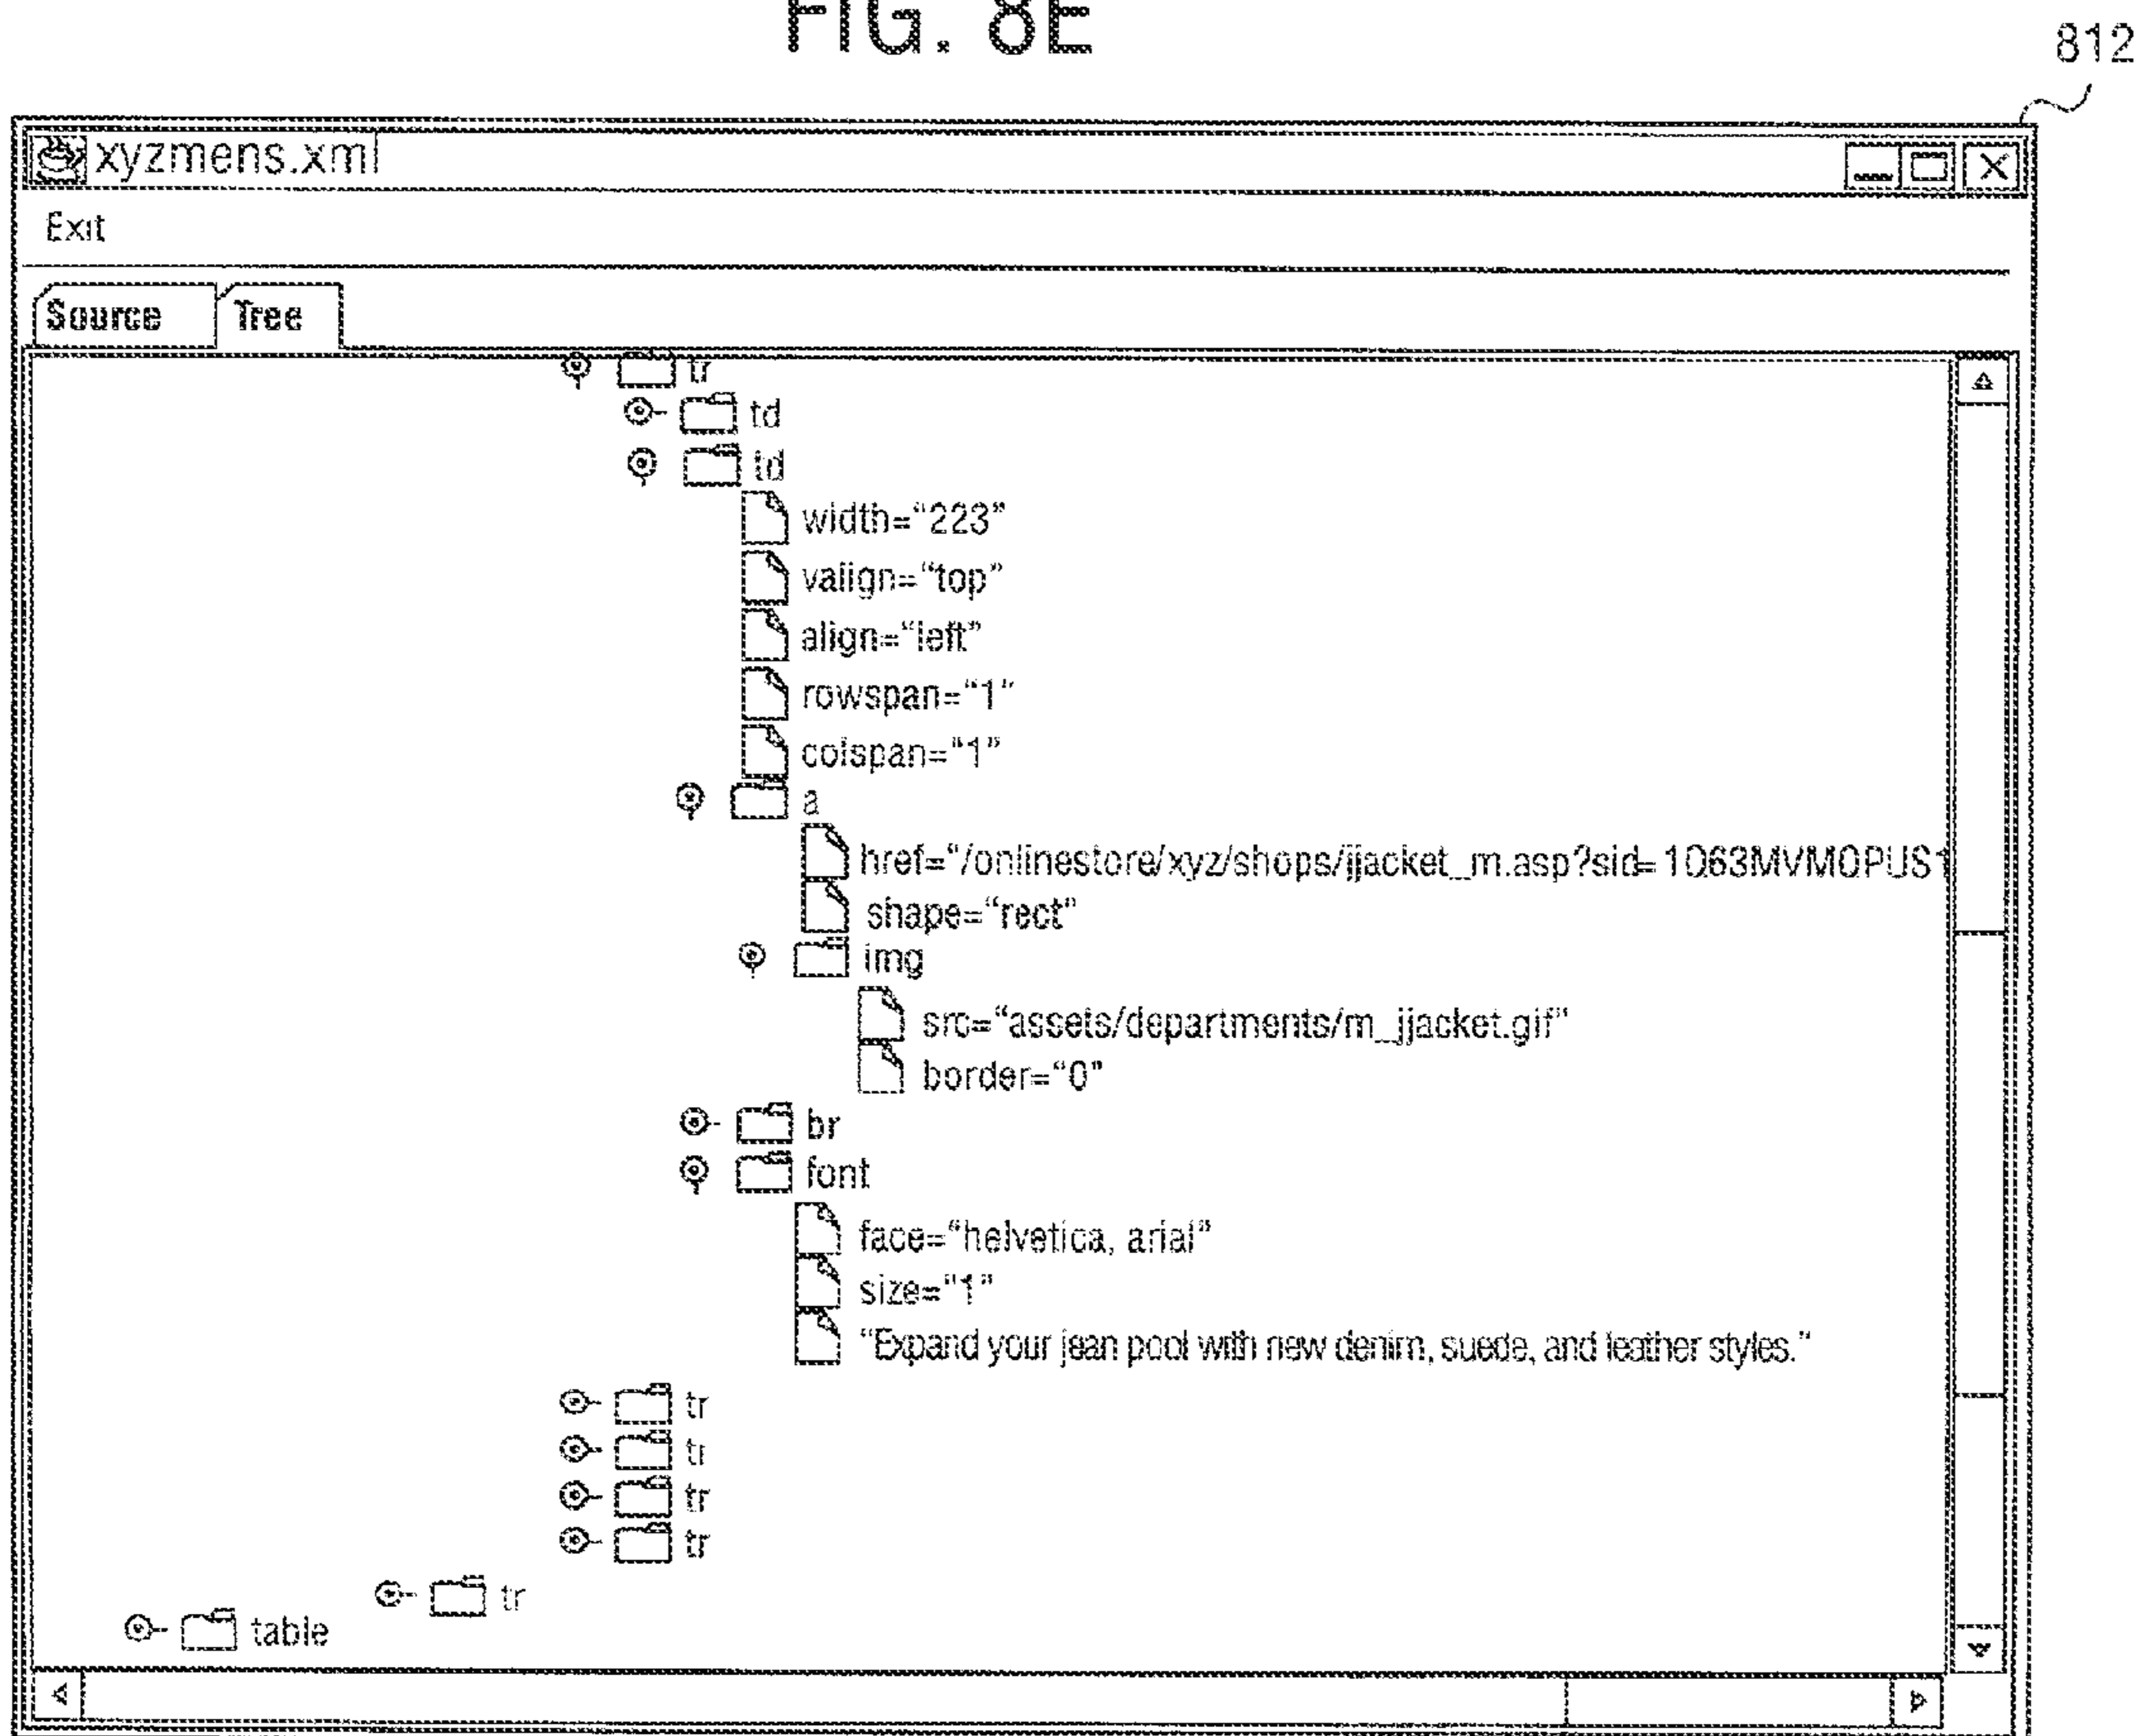 FIG. 8E
812
xyzmens.xml
Exit
Source Tree
tr
td
td
width="223"
valign="top"
align="left"
rowspan="1"
colspan="1"
a
href="/onlinestore/xyz/shops/jjacket_m.asp?sid=1Q63MVM0PUS1
shape="rect"
img
src="assets/departments/m_jjacket.gif"
border="0"
br
font
face="helvetica, arial"
size="1"
"Expand your jean pool with new denim, suede, and leather styles."
tr
tr
tr
tr
tr
table